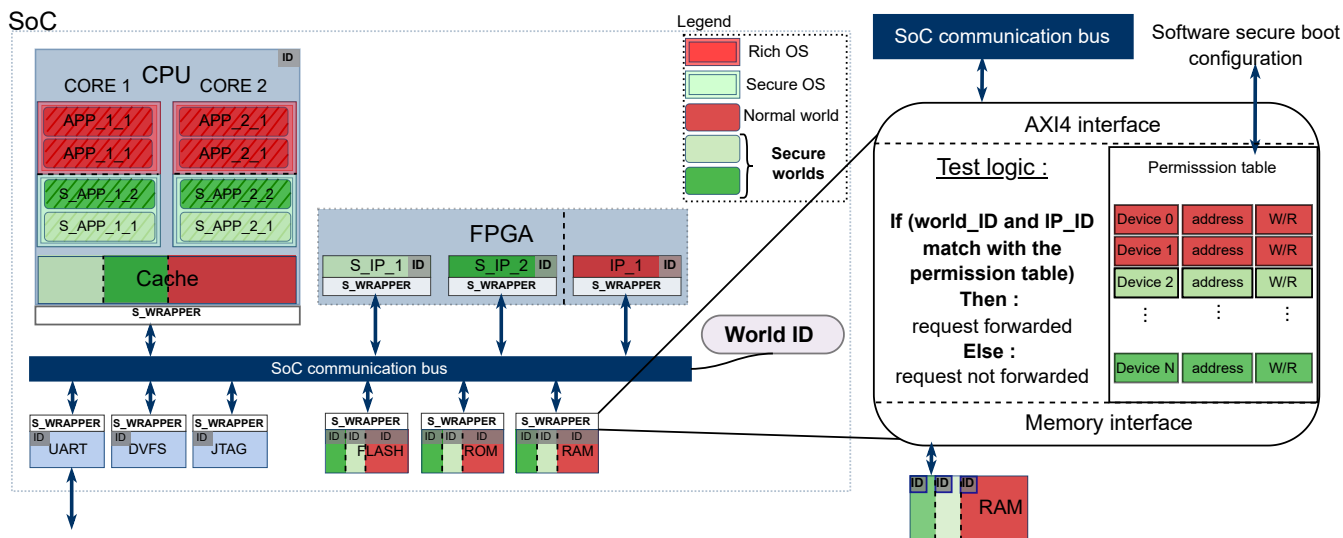 SoC
CPU
ID
CORE 1
CORE 2
APP_1_1
APP_2_1
APP_1_1
APP_2_1
S_APP_1_2
S_APP_2_2
S_APP_1_1
S_APP_2_1
Cache
S_WRAPPER
FPGA
S_IP_1
ID
S_WRAPPER
S_IP_2
ID
S_WRAPPER
IP_1
ID
S_WRAPPER
World ID
SoC communication bus
S_WRAPPER
ID
UART
S_WRAPPER
ID
DVFS
S_WRAPPER
ID
JTAG
S_WRAPPER
ID ID ID
FLASH
S_WRAPPER
ID ID ID
ROM
S_WRAPPER
ID ID ID
RAM
Legend
Rich OS
Secure OS
Normal world
Secure
worlds
SoC communication bus
Software secure boot
configuration
AXI4 interface
Test logic :
If (world_ID and IP_ID
match with the
permission table)
Then :
request forwarded
Else :
request not forwarded
Permisssion table
Device 0 address W/R
Device 1 address W/R
Device 2 address W/R
⋮ ⋮ ⋮
Device N address W/R
Memory interface
ID ID ID
RAM